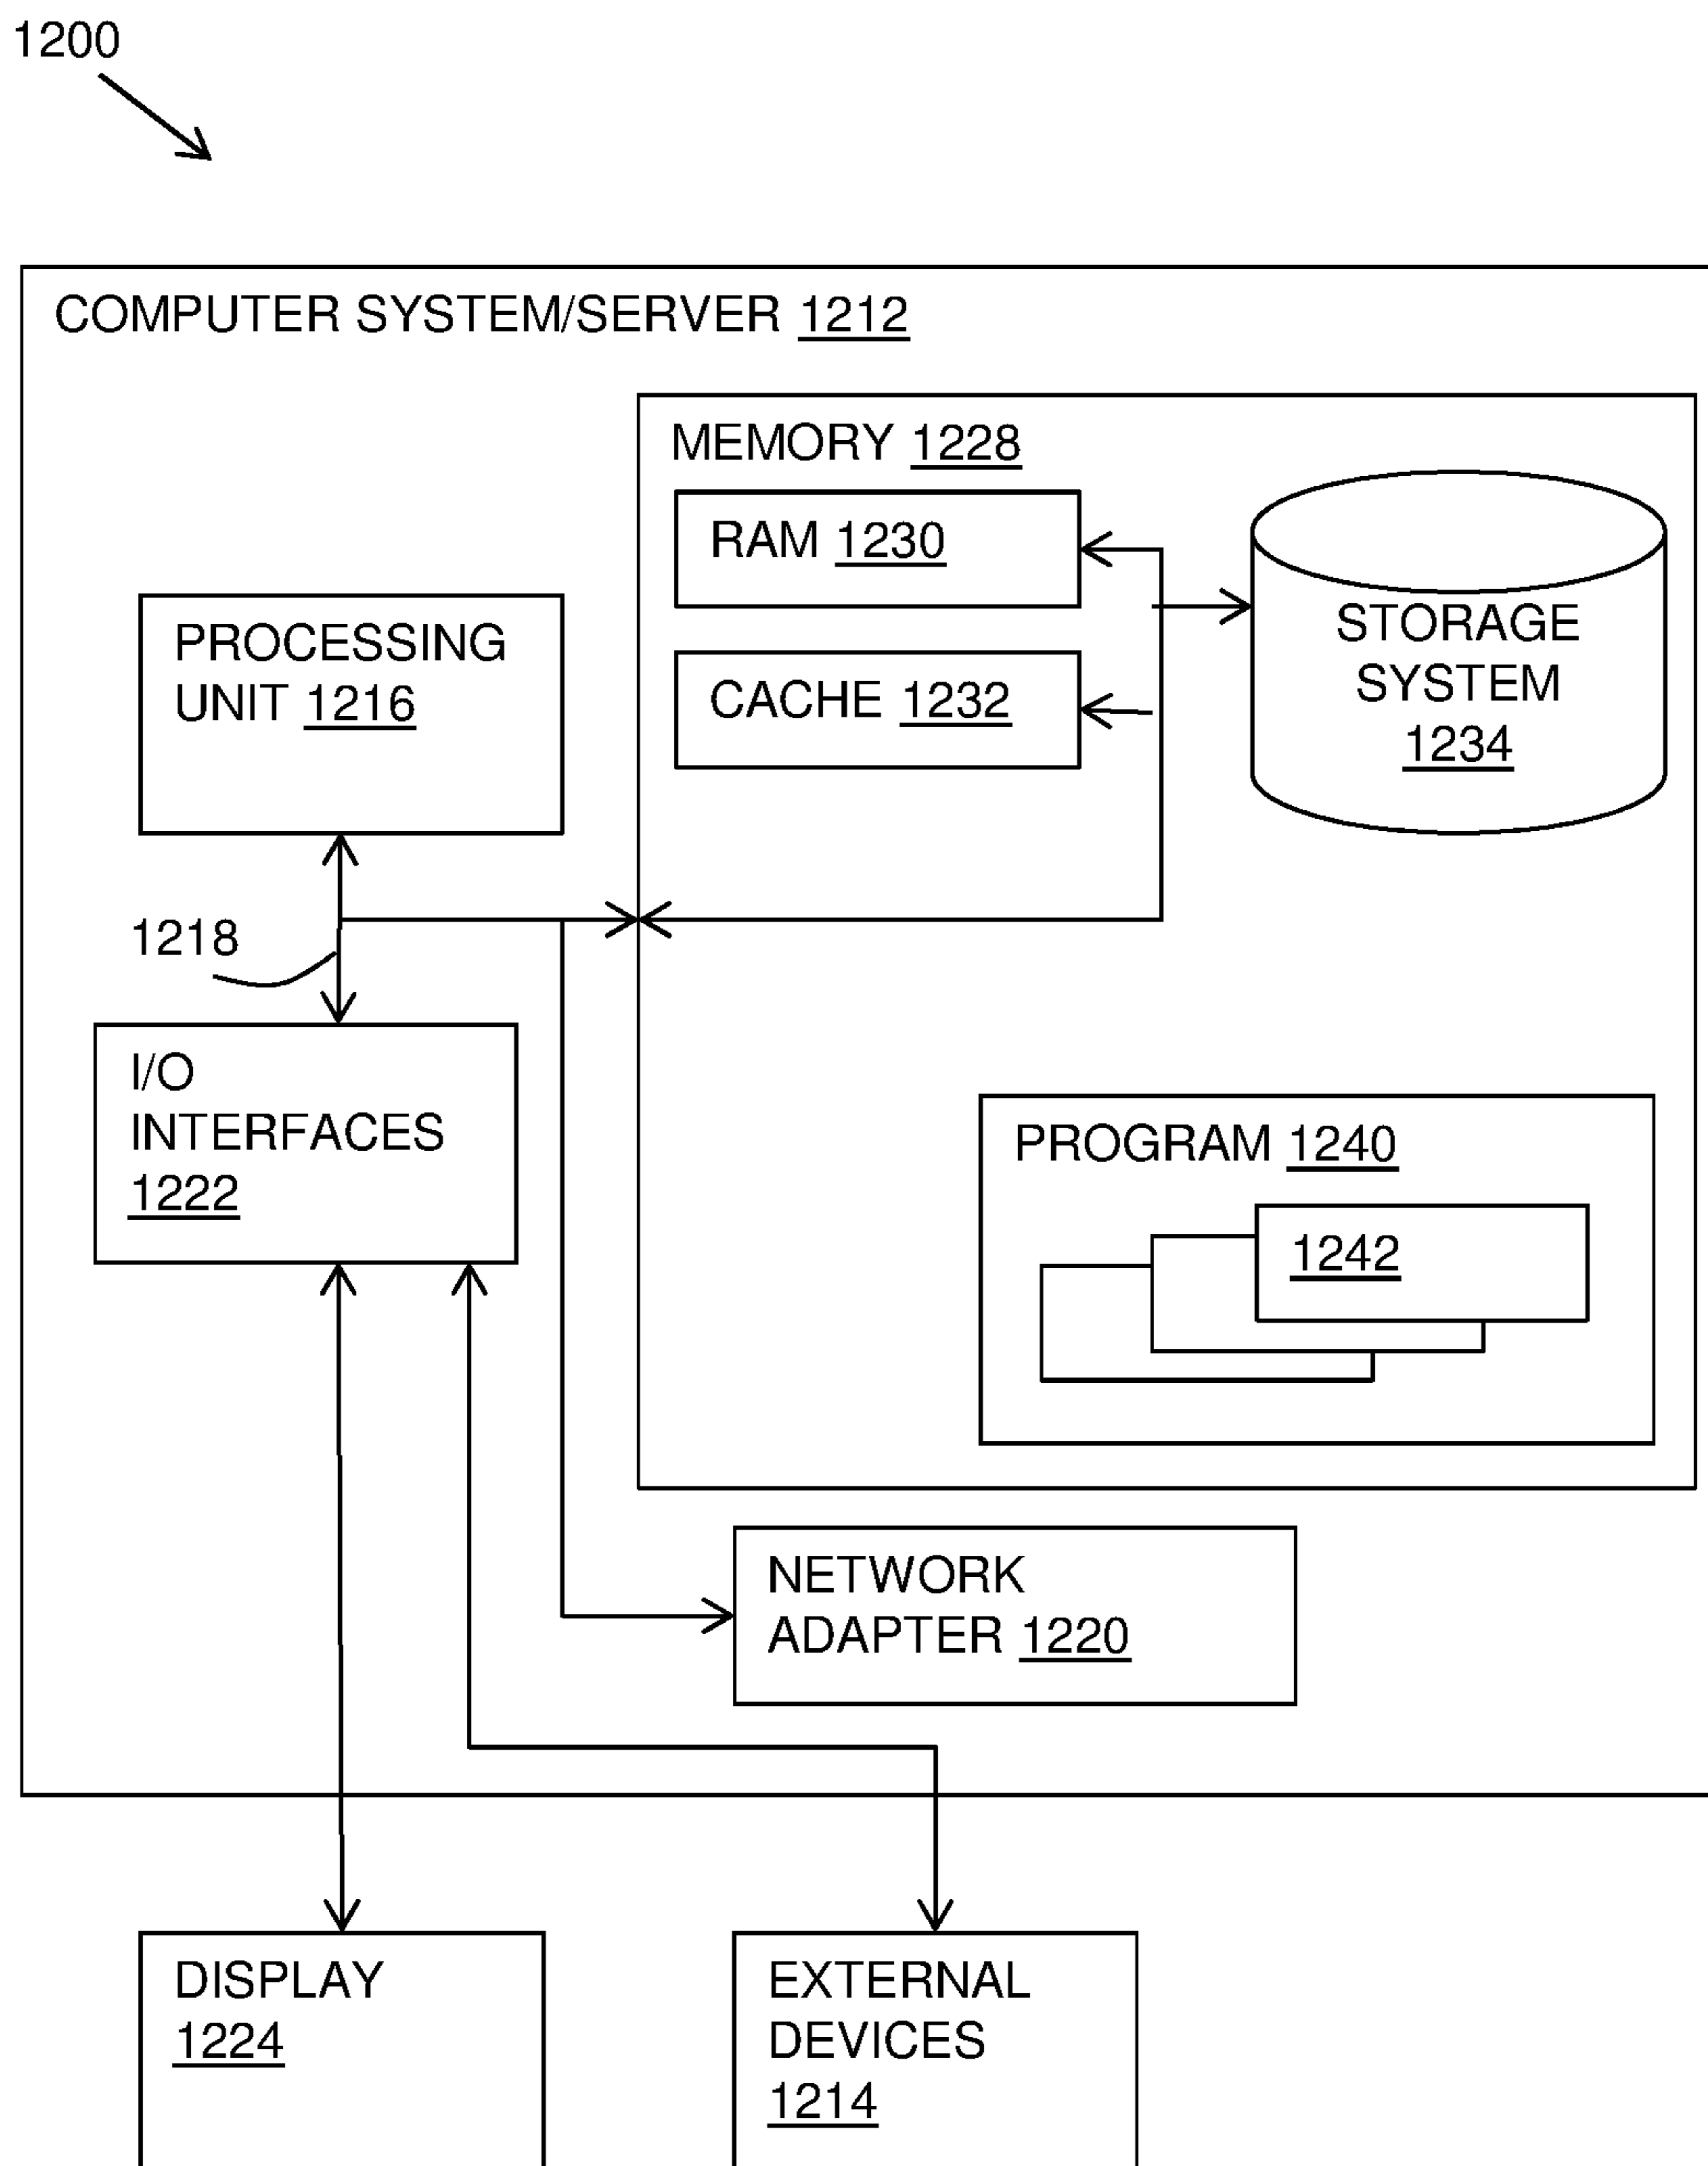 1200
COMPUTER SYSTEM/SERVER 1212
MEMORY 1228
RAM 1230
CACHE 1232
STORAGE
SYSTEM
1234
PROCESSING
UNIT 1216
1218
I/O
INTERFACES
1222
PROGRAM 1240
1242
NETWORK
ADAPTER 1220
DISPLAY
1224
EXTERNAL
DEVICES
1214